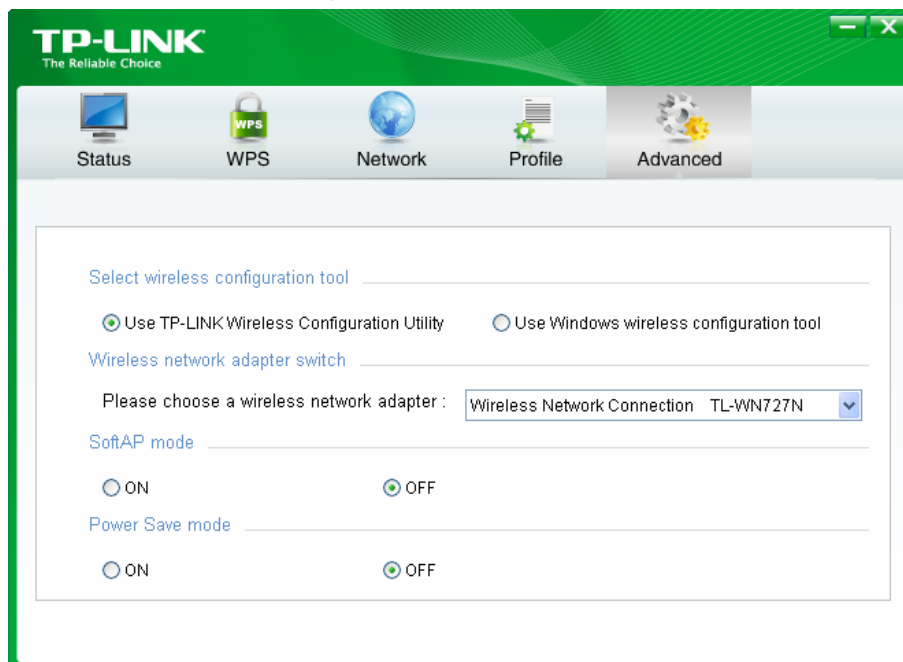 TP-LINK
The Reliable Choice
WPS
Status WPS Network Profile Advanced
Select wireless configuration tool
Use TP-LINK Wireless Configuration Utility Use Windows wireless configuration tool
Wireless network adapter switch
Please choose a wireless network adapter : Wireless Network Connection TL-WN727N
SoftAP mode
ON OFF
Power Save mode
ON OFF